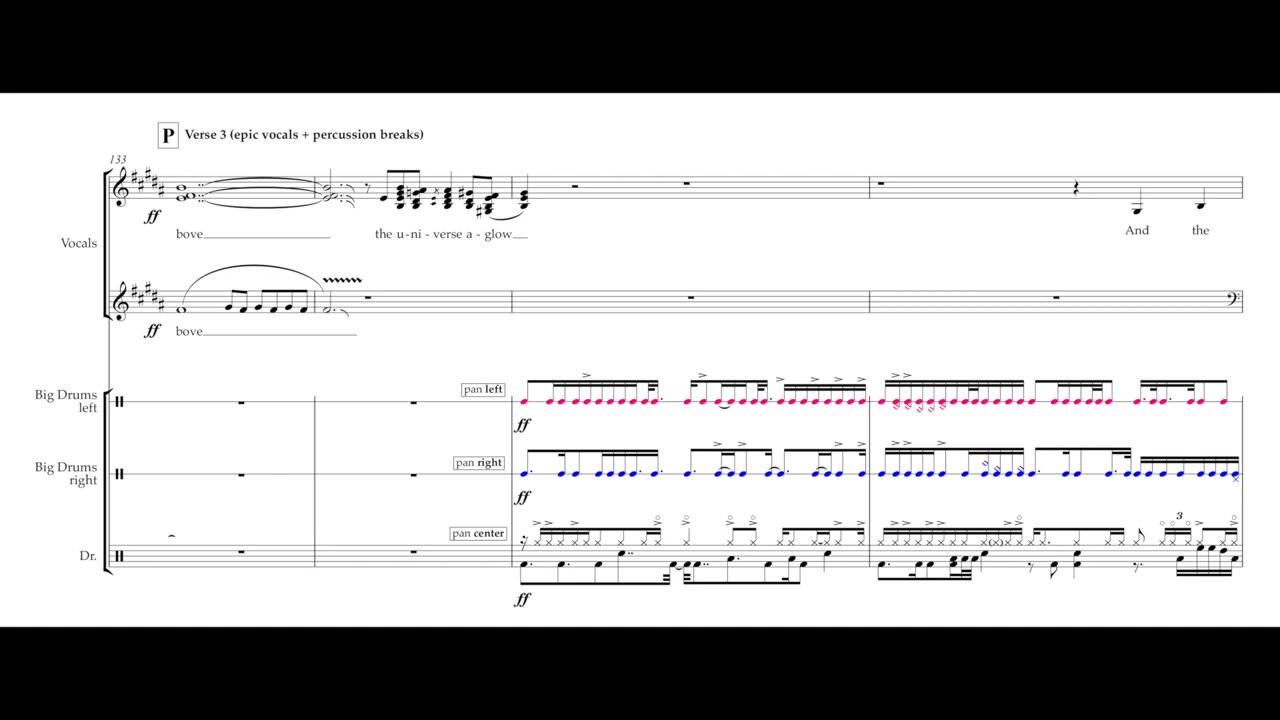 P Verse 3 (epic vocals + percussion breaks)
133
ff
bove the u-ni - verse a - glow And the
Vocals
ff
bove
pan left
Big Drums
left
ff
pan right
Big Drums
right
ff
pan center
3
Dr.
ff